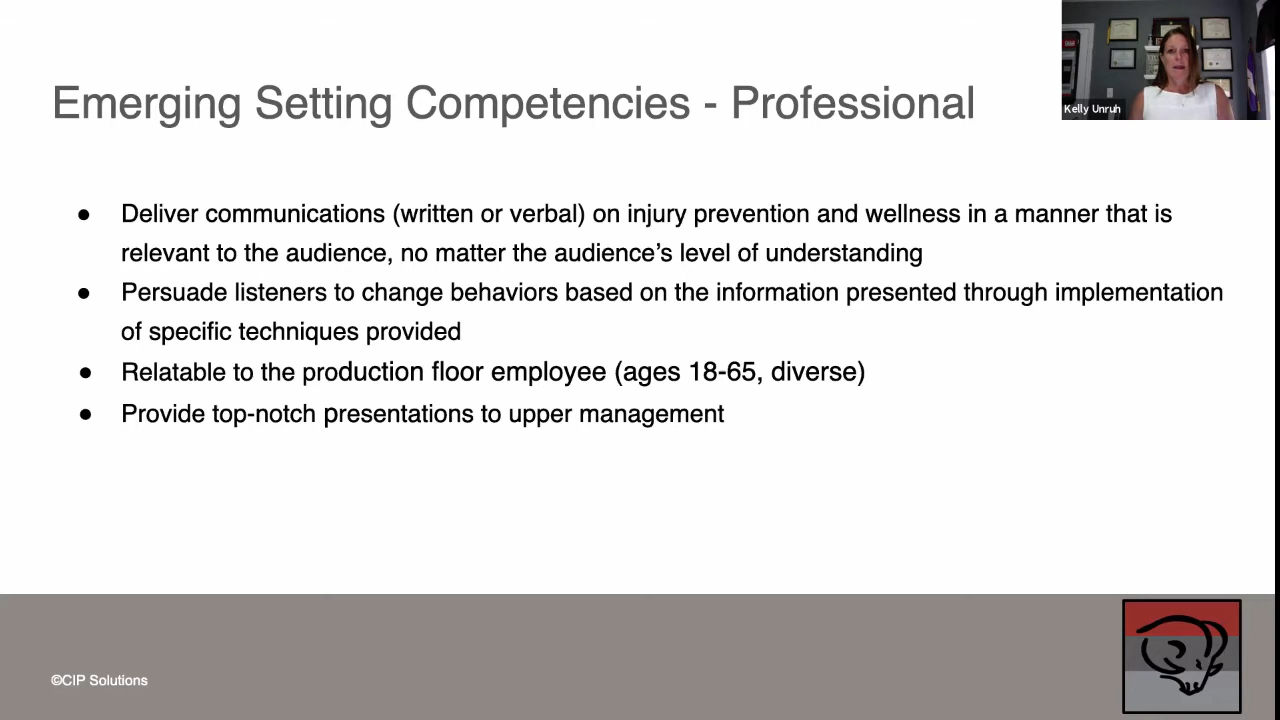 Emerging Setting Competencies - Professional
Kelly Unruh
● Deliver communications (written or verbal) on injury prevention and wellness in a manner that is
relevant to the audience, no matter the audience’s level of understanding
● Persuade listeners to change behaviors based on the information presented through implementation
of specific techniques provided
● Relatable to the production floor employee (ages 18-65, diverse)
● Provide top-notch presentations to upper management
©CIP Solutions